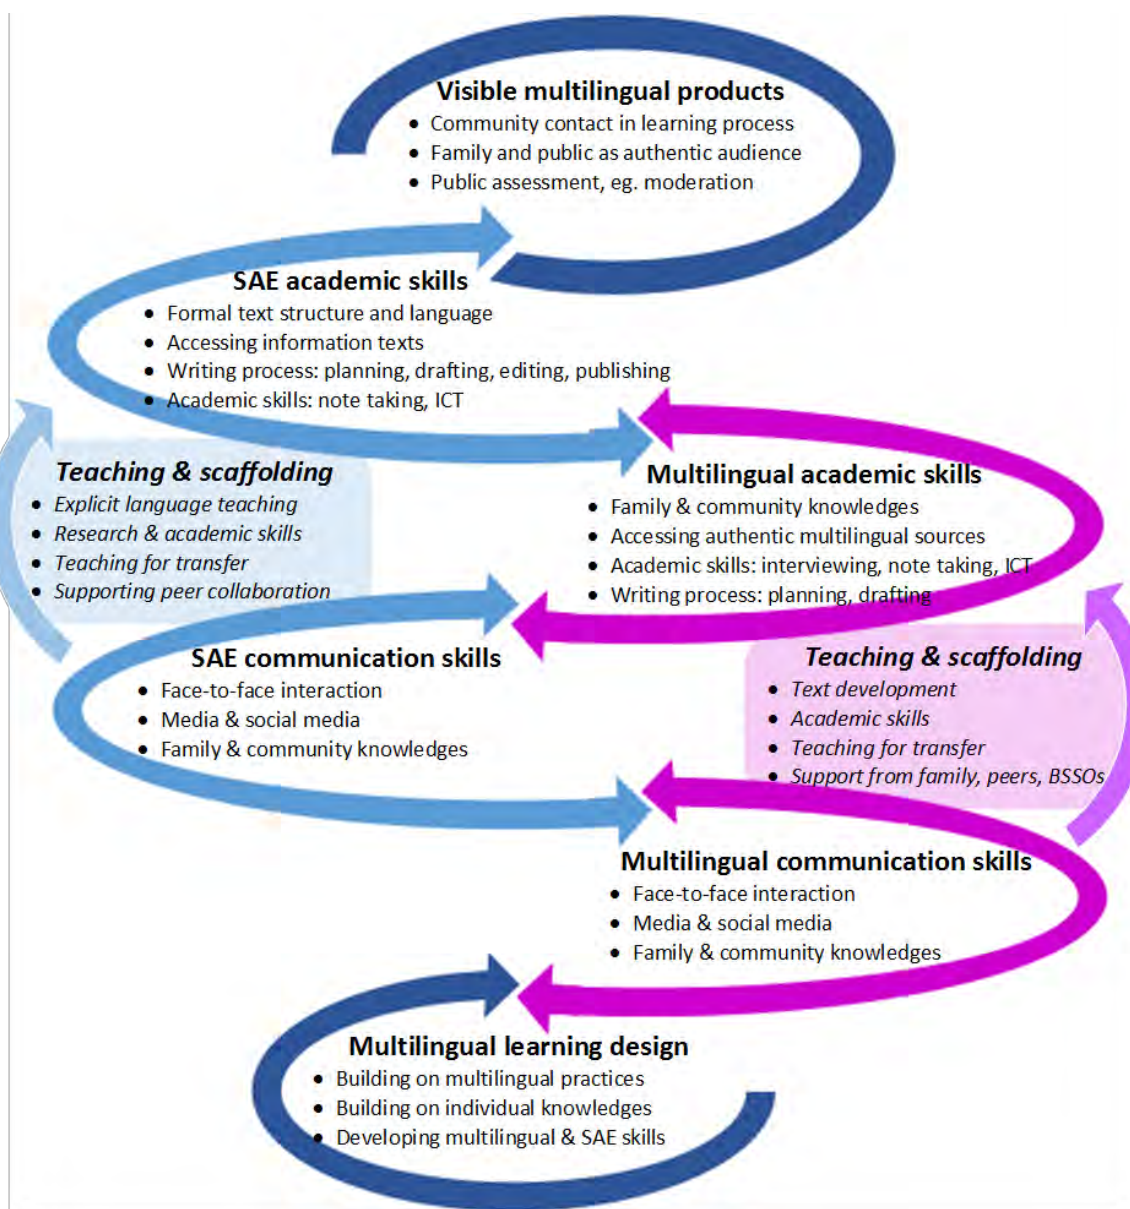 Visible multilingual products
• Community contact in learning process
• Family and public as authentic audience
• Public assessment, eg. moderation
SAE academic skills
• Formal text structure and language
• Accessing information texts
• Writing process: planning, drafting, editing, publishing
• Academic skills: note taking, ICT
Teaching & scaffolding
• Explicit language teaching
• Research & academic skills
• Teaching for transfer
• Supporting peer collaboration
Multilingual academic skills
• Family & community knowledges
• Accessing authentic multilingual sources
• Academic skills: interviewing, note taking, ICT
• Writing process: planning, drafting
SAE communication skills
• Face-to-face interaction
• Media & social media
• Family & community knowledges
Teaching & scaffolding
• Text development
• Academic skills
• Teaching for transfer
• Support from family, peers, BSSOs
Multilingual communication skills
• Face-to-face interaction
• Media & social media
• Family & community knowledges
Multilingual learning design
• Building on multilingual practices
• Building on individual knowledges
• Developing multilingual & SAE skills